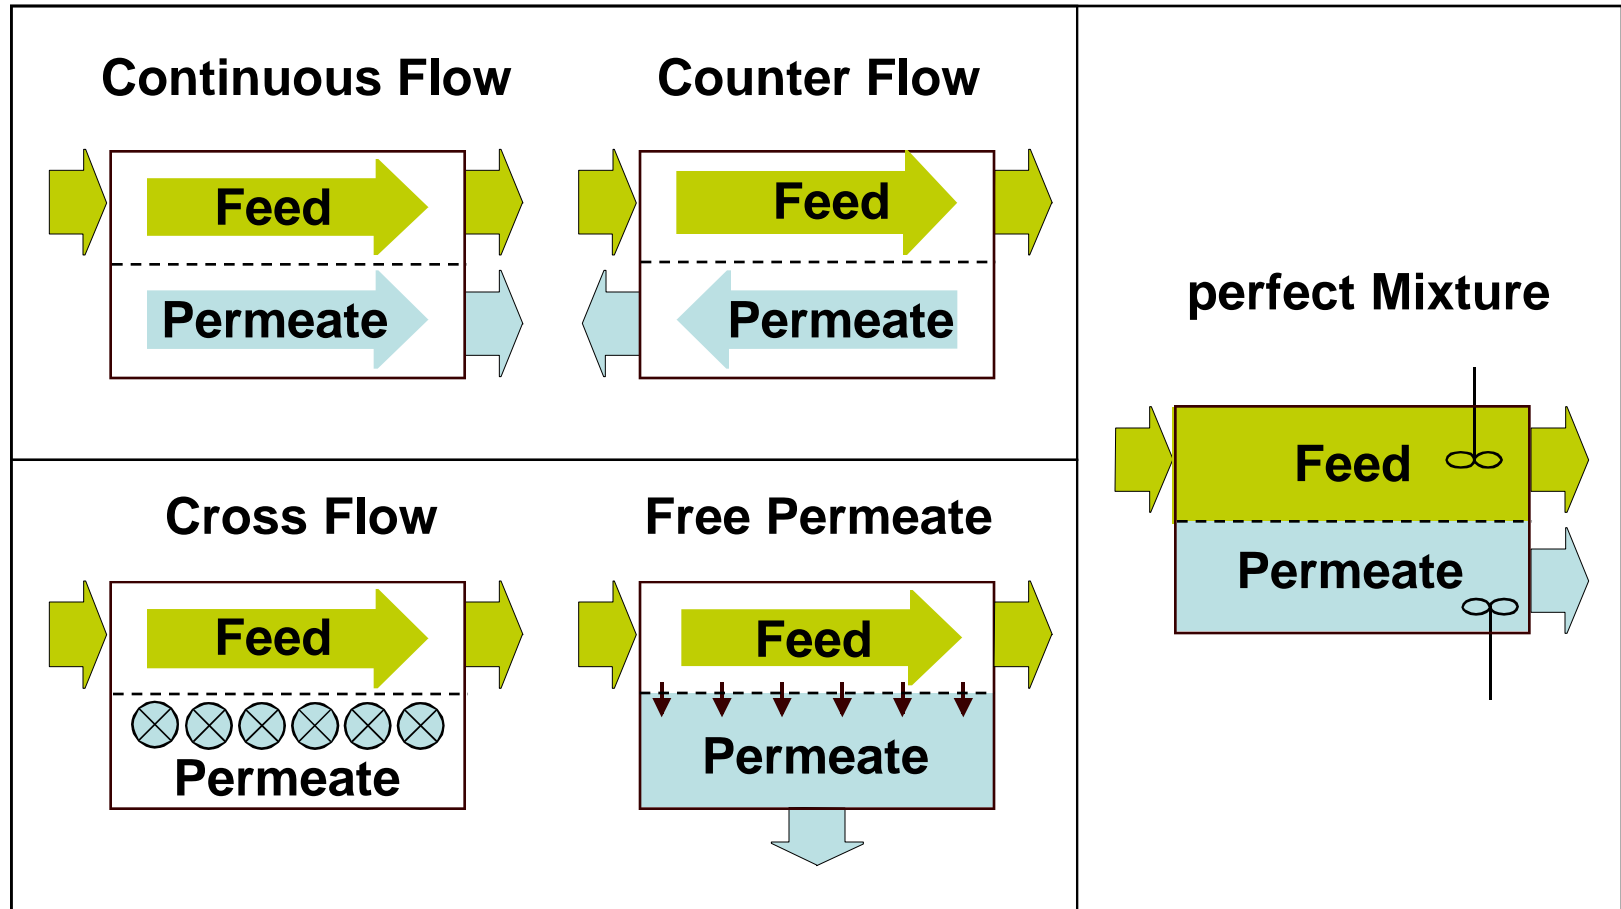 Continuous Flow
Feed
Permeate
Counter Flow
Feed
Permeate
Cross Flow
Feed
Permeate
Free Permeate
Feed
Permeate
perfect Mixture
Feed
Permeate